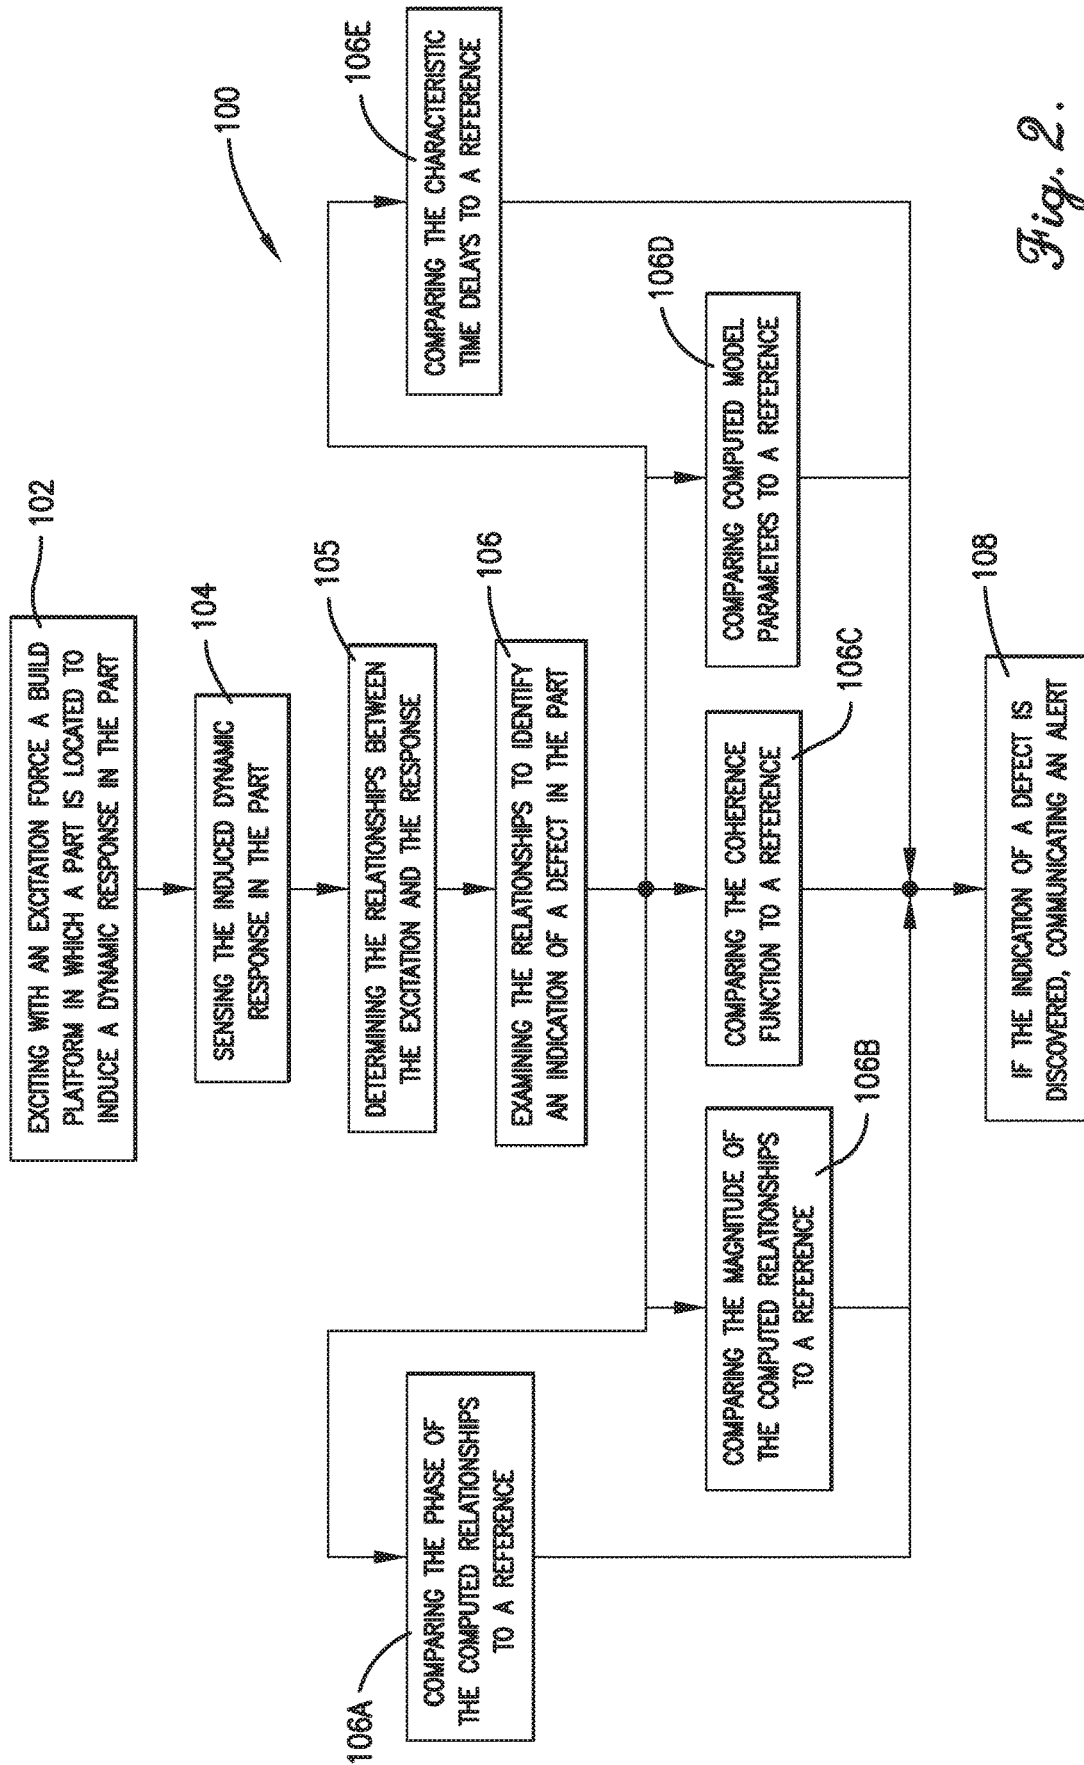 100
102
EXCITING WITH AN EXCITATION FORCE A BUILD
PLATFORM IN WHICH A PART IS LOCATED TO
INDUCE A DYNAMIC RESPONSE IN THE PART
104
SENSING THE INDUCED DYNAMIC
RESPONSE IN THE PART
105
DETERMINING THE RELATIONSHIPS BETWEEN
THE EXCITATION AND THE RESPONSE
106
EXAMINING THE RELATIONSHIPS TO IDENTIFY
AN INDICATION OF A DEFECT IN THE PART
106A
COMPARING THE PHASE OF
THE COMPUTED RELATIONSHIPS
TO A REFERENCE
COMPARING THE MAGNITUDE OF
THE COMPUTED RELATIONSHIPS
TO A REFERENCE
106B
COMPARING THE COHERENCE
FUNCTION TO A REFERENCE
106C
COMPARING COMPUTED MODEL
PARAMETERS TO A REFERENCE
106D
106E
COMPARING THE CHARACTERISTIC
TIME DELAYS TO A REFERENCE
108
IF THE INDICATION OF A DEFECT IS
DISCOVERED, COMMUNICATING AN ALERT
Fig. 2.